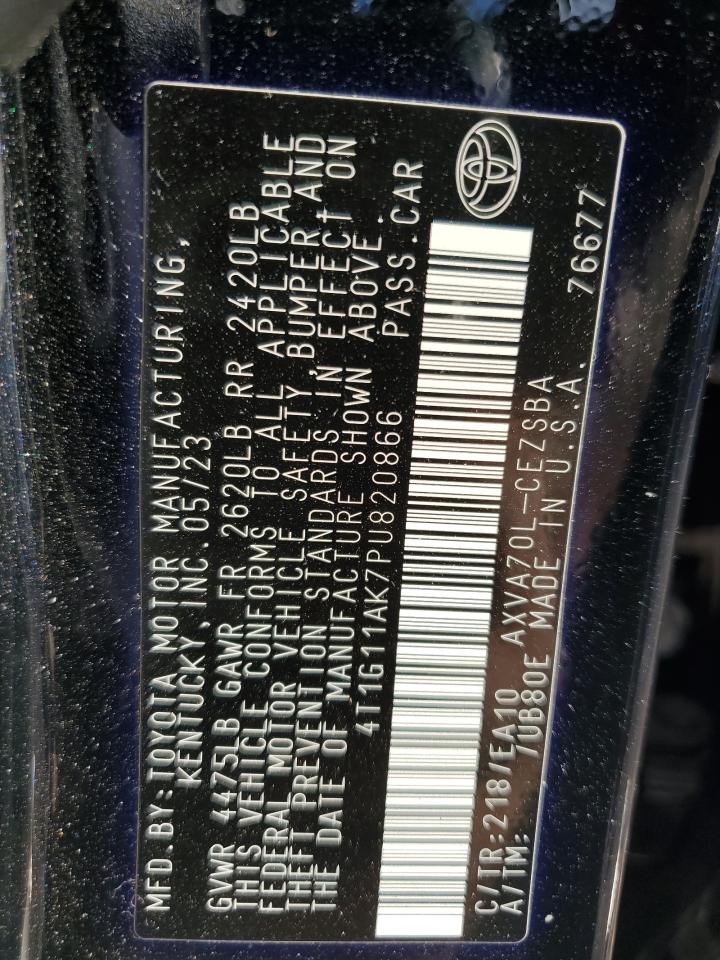 MFD.BY:TOYOTA MOTOR MANUFACTURING,
KENTUCKY, INC. 05/23
GVWR 4475LB GAWR FR 2620LB RR 2420LB
THIS VEHICLE CONFORMS TO ALL APPLICABLE
FEDERAL MOTOR VEHICLE SAFETY,BUMPER AND
THEFT PREVENTION STANDARDS IN EFFECT ON
THE DATE OF MANUFACTURE SHOWN ABOVE.
4T1G11AK7PU820866 PASS.CAR
C/TR:218/EA10 AXVA70L-CEZSBA
A/TM: /UB80E MADE IN U.S.A. 76677